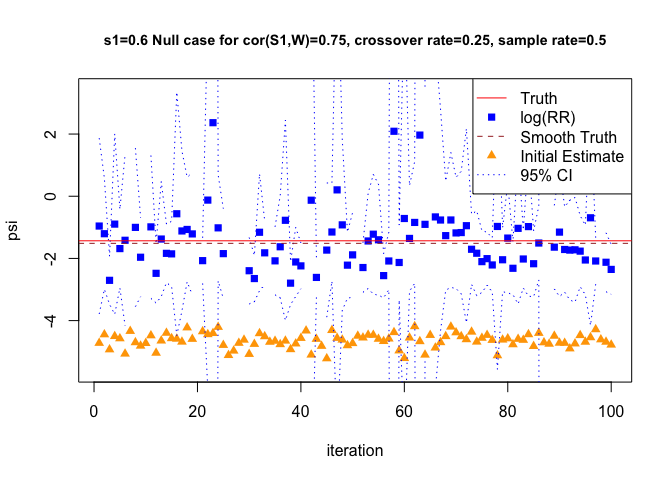 s1=0.6 Null case for cor(S1,W)=0.75, crossover rate=0.25, sample rate=0.5
Truth
log(RR)
Smooth Truth
Initial Estimate
95% CI
psi
2
0
-2
-4
0 20 40 60 80 100
iteration